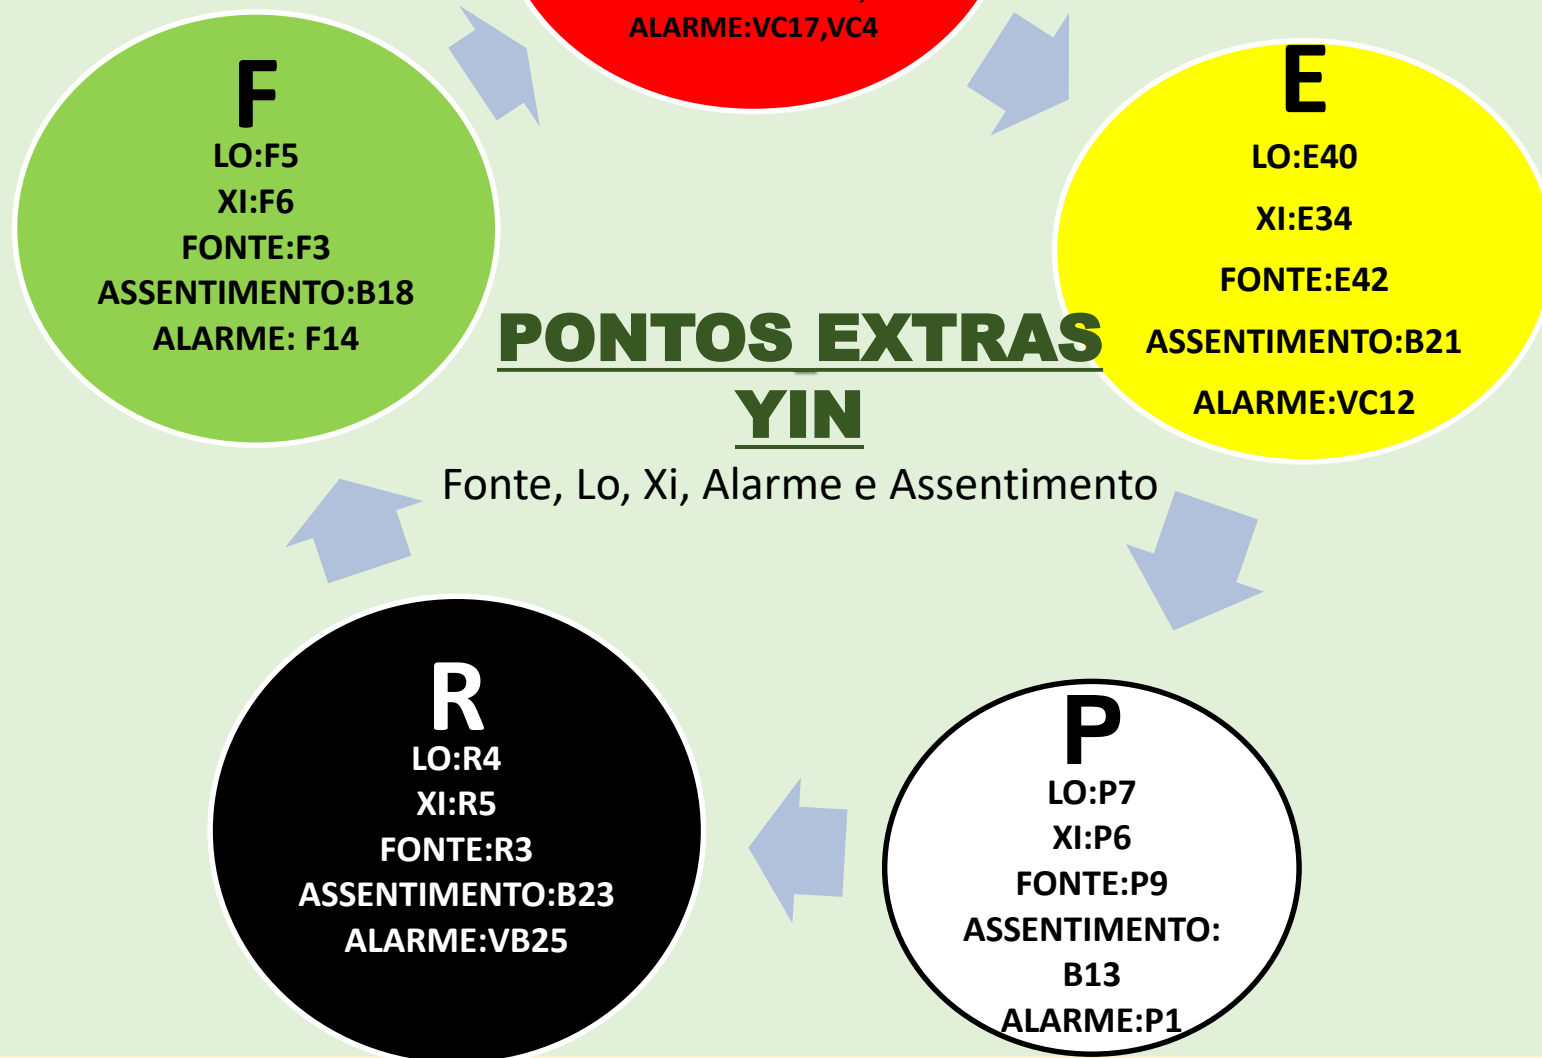 ALARME:VC17,VC4
F
LO:F5
XI:F6
FONTE:F3
ASSENTIMENTO:B18
ALARME: F14
E
LO:E40
XI:E34
FONTE:E42
ASSENTIMENTO:B21
ALARME:VC12
PONTOS EXTRAS
YIN
Fonte, Lo, Xi, Alarme e Assentimento
R
LO:R4
XI:R5
FONTE:R3
ASSENTIMENTO:B23
ALARME:VB25
P
LO:P7
XI:P6
FONTE:P9
ASSENTIMENTO:
B13
ALARME:P1